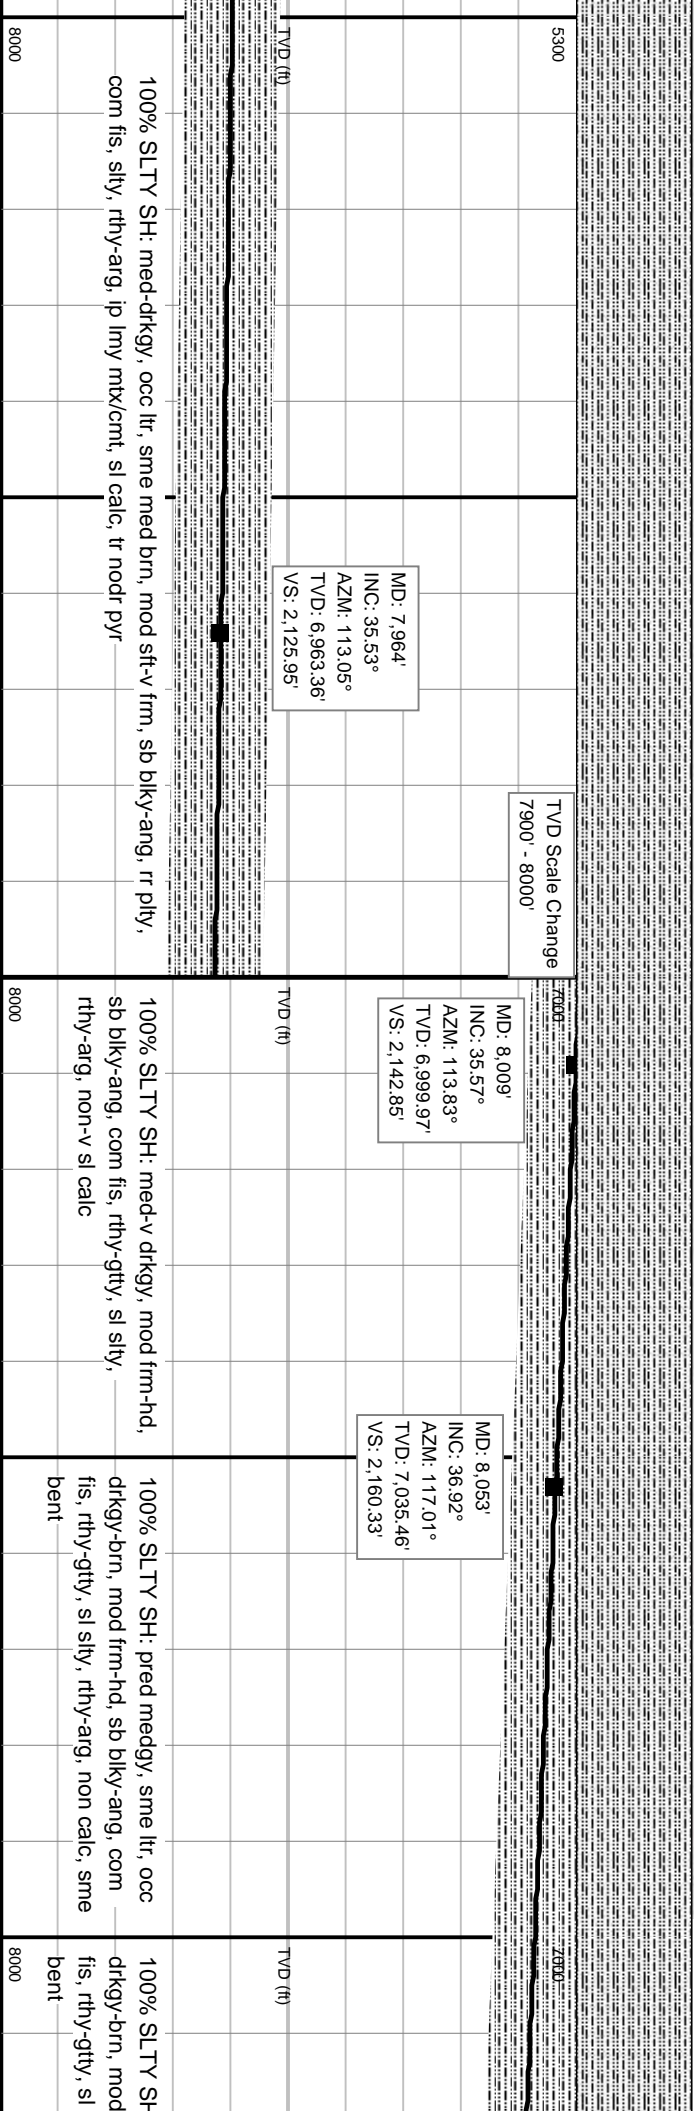 5300
TVD (ft)
8000
100% SLTY SH: med-drkgy, occ ltr, sme med brn, mod sft-v frm, sb blky-ang, rr plty,
com fis, slty, rthy-arg, ip lmy mtx/cmt, sl calc, tr nodr pyr
MD: 7,964'
INC: 35.53°
AZM: 113.05°
TVD: 6,963.36'
VS: 2,125.95'
TVD Scale Change
7900' - 8000'
7000
TVD (ft)
8000
MD: 8,009'
INC: 35.57°
AZM: 113.83°
TVD: 6,999.97'
VS: 2,142.85'
100% SLTY SH: med-v drkgy, mod frm-hd,
sb blky-ang, com fis, rthy-gtty, sl slty,
rthy-arg, non-v sl calc
MD: 8,053'
INC: 36.92°
AZM: 117.01°
TVD: 7,035.46'
VS: 2,160.33'
100% SLTY SH: pred medgy, sme ltr, occ
drkgy-brn, mod frm-hd, sb blky-ang, com
fis, rthy-gtty, sl slty, rthy-arg, non calc, sme
bent
7000
TVD (ft)
8000
100% SLTY SH
drkgy-brn, mod
fis, rthy-gtty, sl
bent